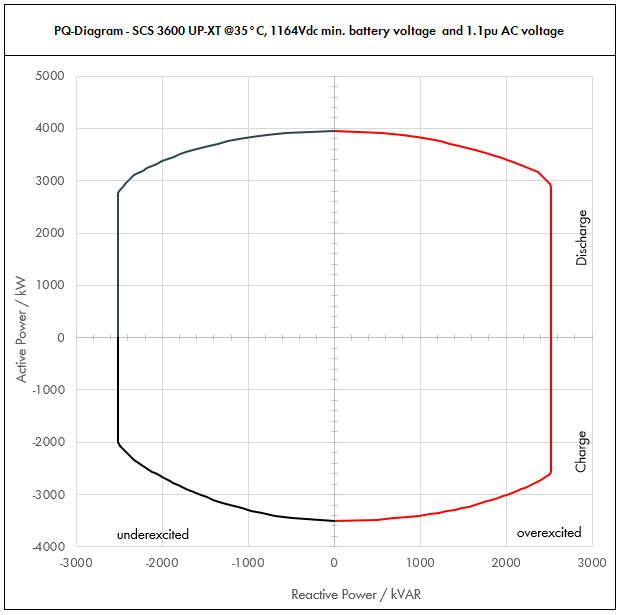 PQ-Diagram - SCS 3600 UP-XT @35°C, 1164Vdc min. battery voltage and 1.1pu AC voltage
5000
4000
3000
2000
1000
0
-1000
-2000
-3000
-4000
Active Power / kW
Discharge
Charge
underexcited
overexcited
-3000 -2000 -1000 0 1000 2000 3000
Reactive Power / kVAR